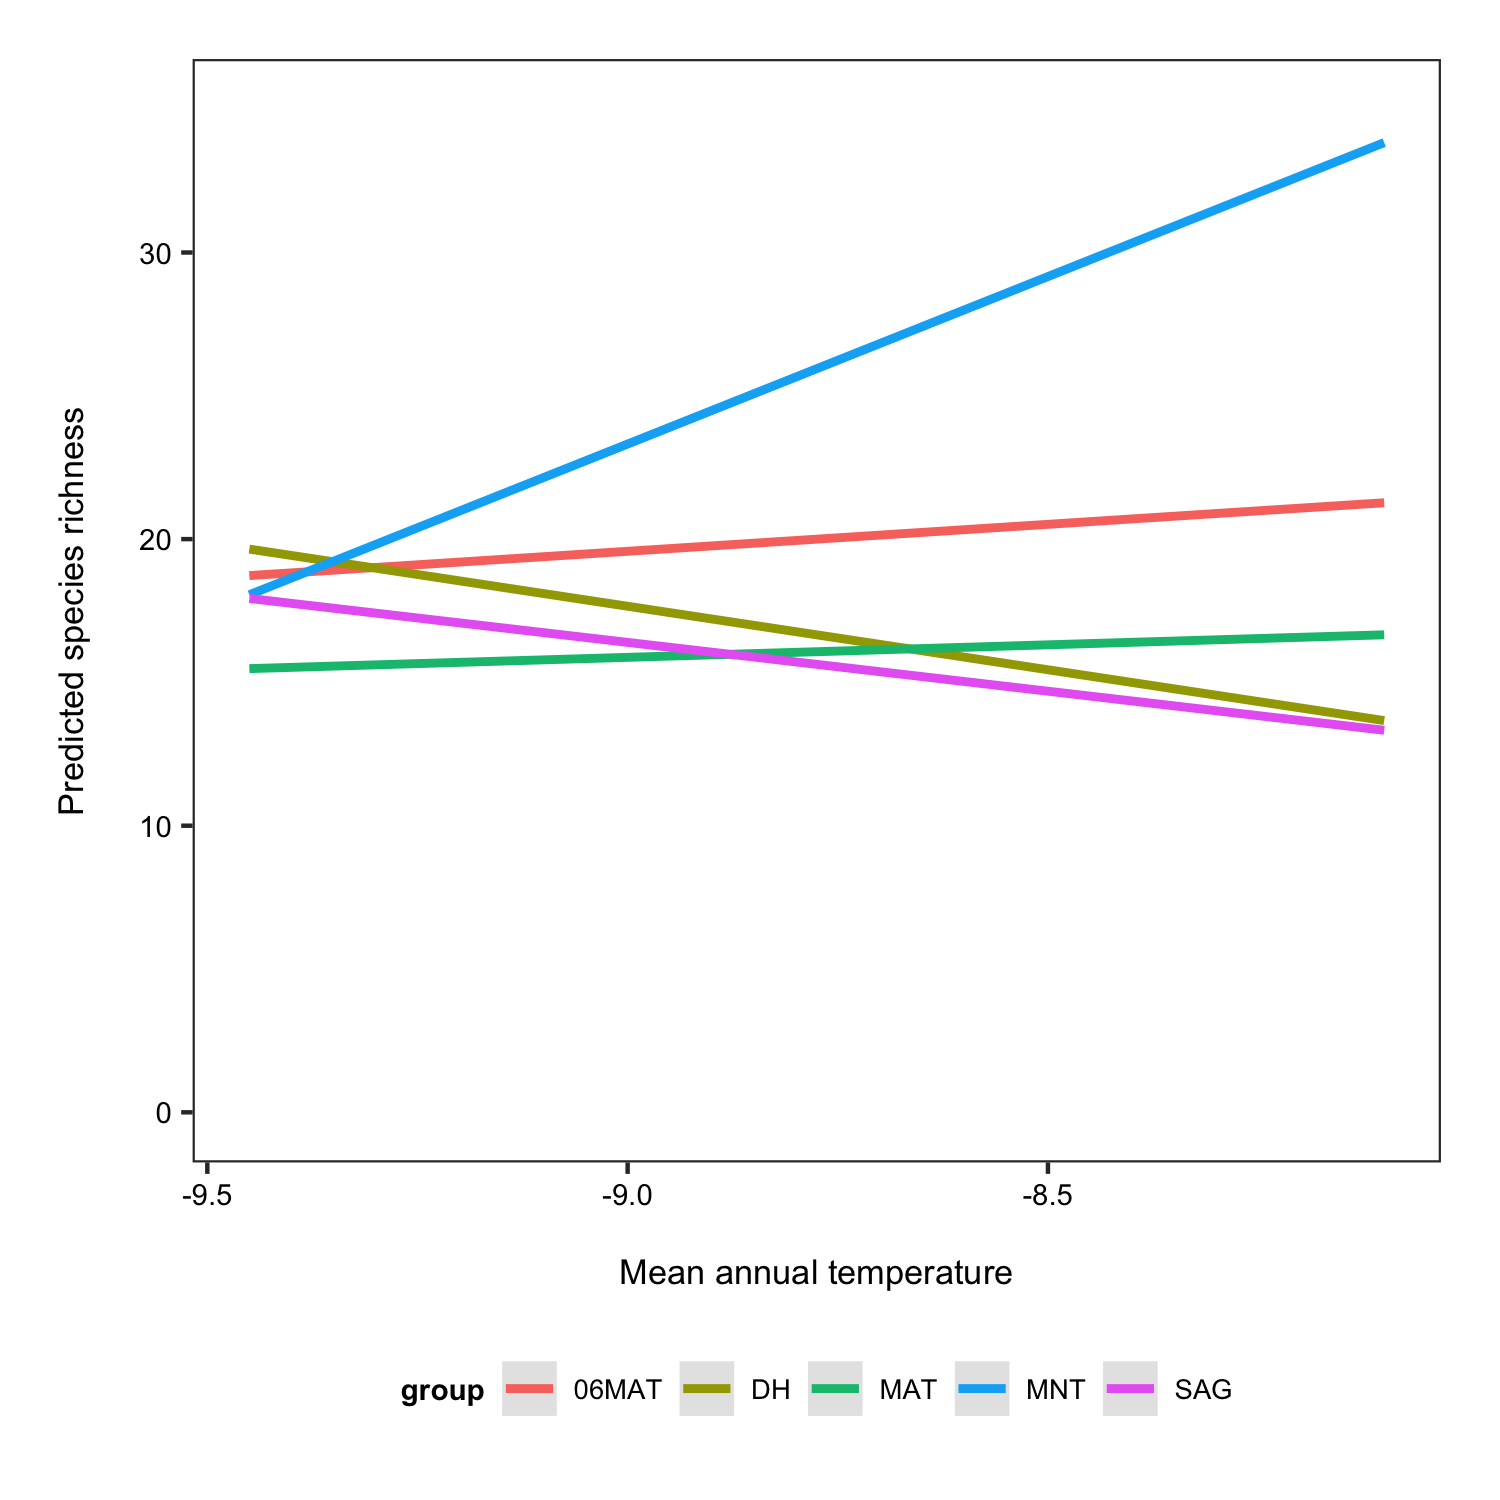 Predicted species richness
30
20
10
0
-9.5 -9.0 -8.5
Mean annual temperature
group 06MAT DH MAT MNT SAG